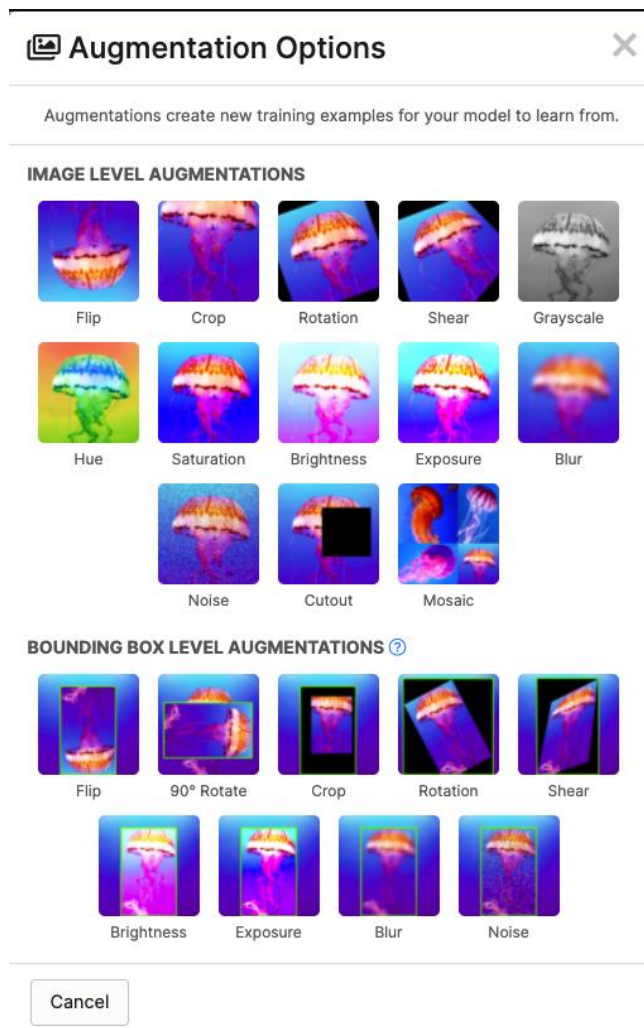 Augmentation Options
Augmentations create new training examples for your model to learn from.
IMAGE LEVEL AUGMENTATIONS
Flip Crop Rotation Shear Grayscale
Hue Saturation Brightness Exposure Blur
Noise Cutout Mosaic
BOUNDING BOX LEVEL AUGMENTATIONS ?
Flip 90° Rotate Crop Rotation Shear
Brightness Exposure Blur Noise
Cancel